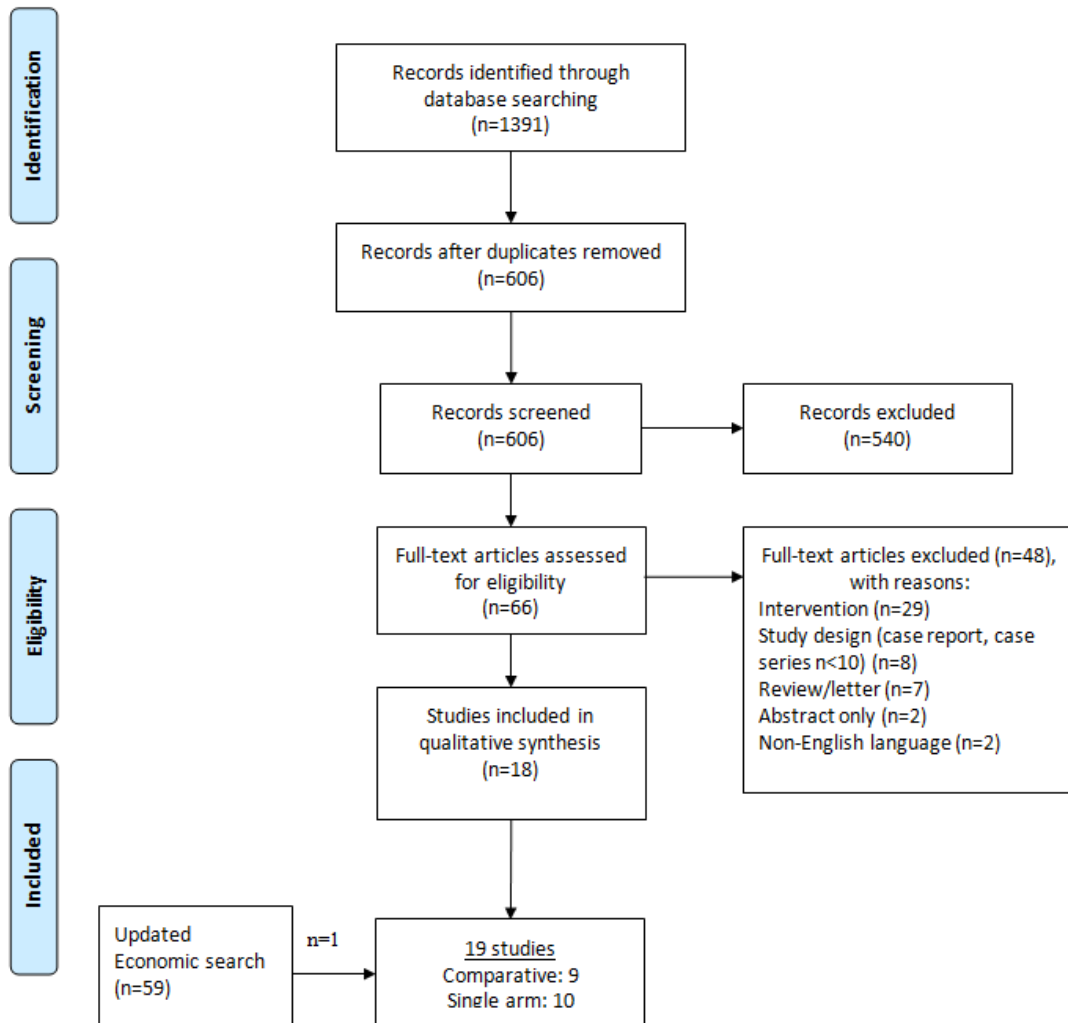 Identification
Records identified through
database searching
(n=1391)
Records after duplicates removed
(n=606)
Screening
Records screened
(n=606)
Records excluded
(n=540)
Eligibility
Full-text articles assessed
for eligibility
(n=66)
Full-text articles excluded (n=48),
with reasons:
Intervention (n=29)
Study design (case report, case
series n<10) (n=8)
Review/letter (n=7)
Abstract only (n=2)
Non-English language (n=2)
Studies included in
qualitative synthesis
(n=18)
Included
Updated
Economic search
(n=59)
n=1
19 studies
Comparative: 9
Single arm: 10